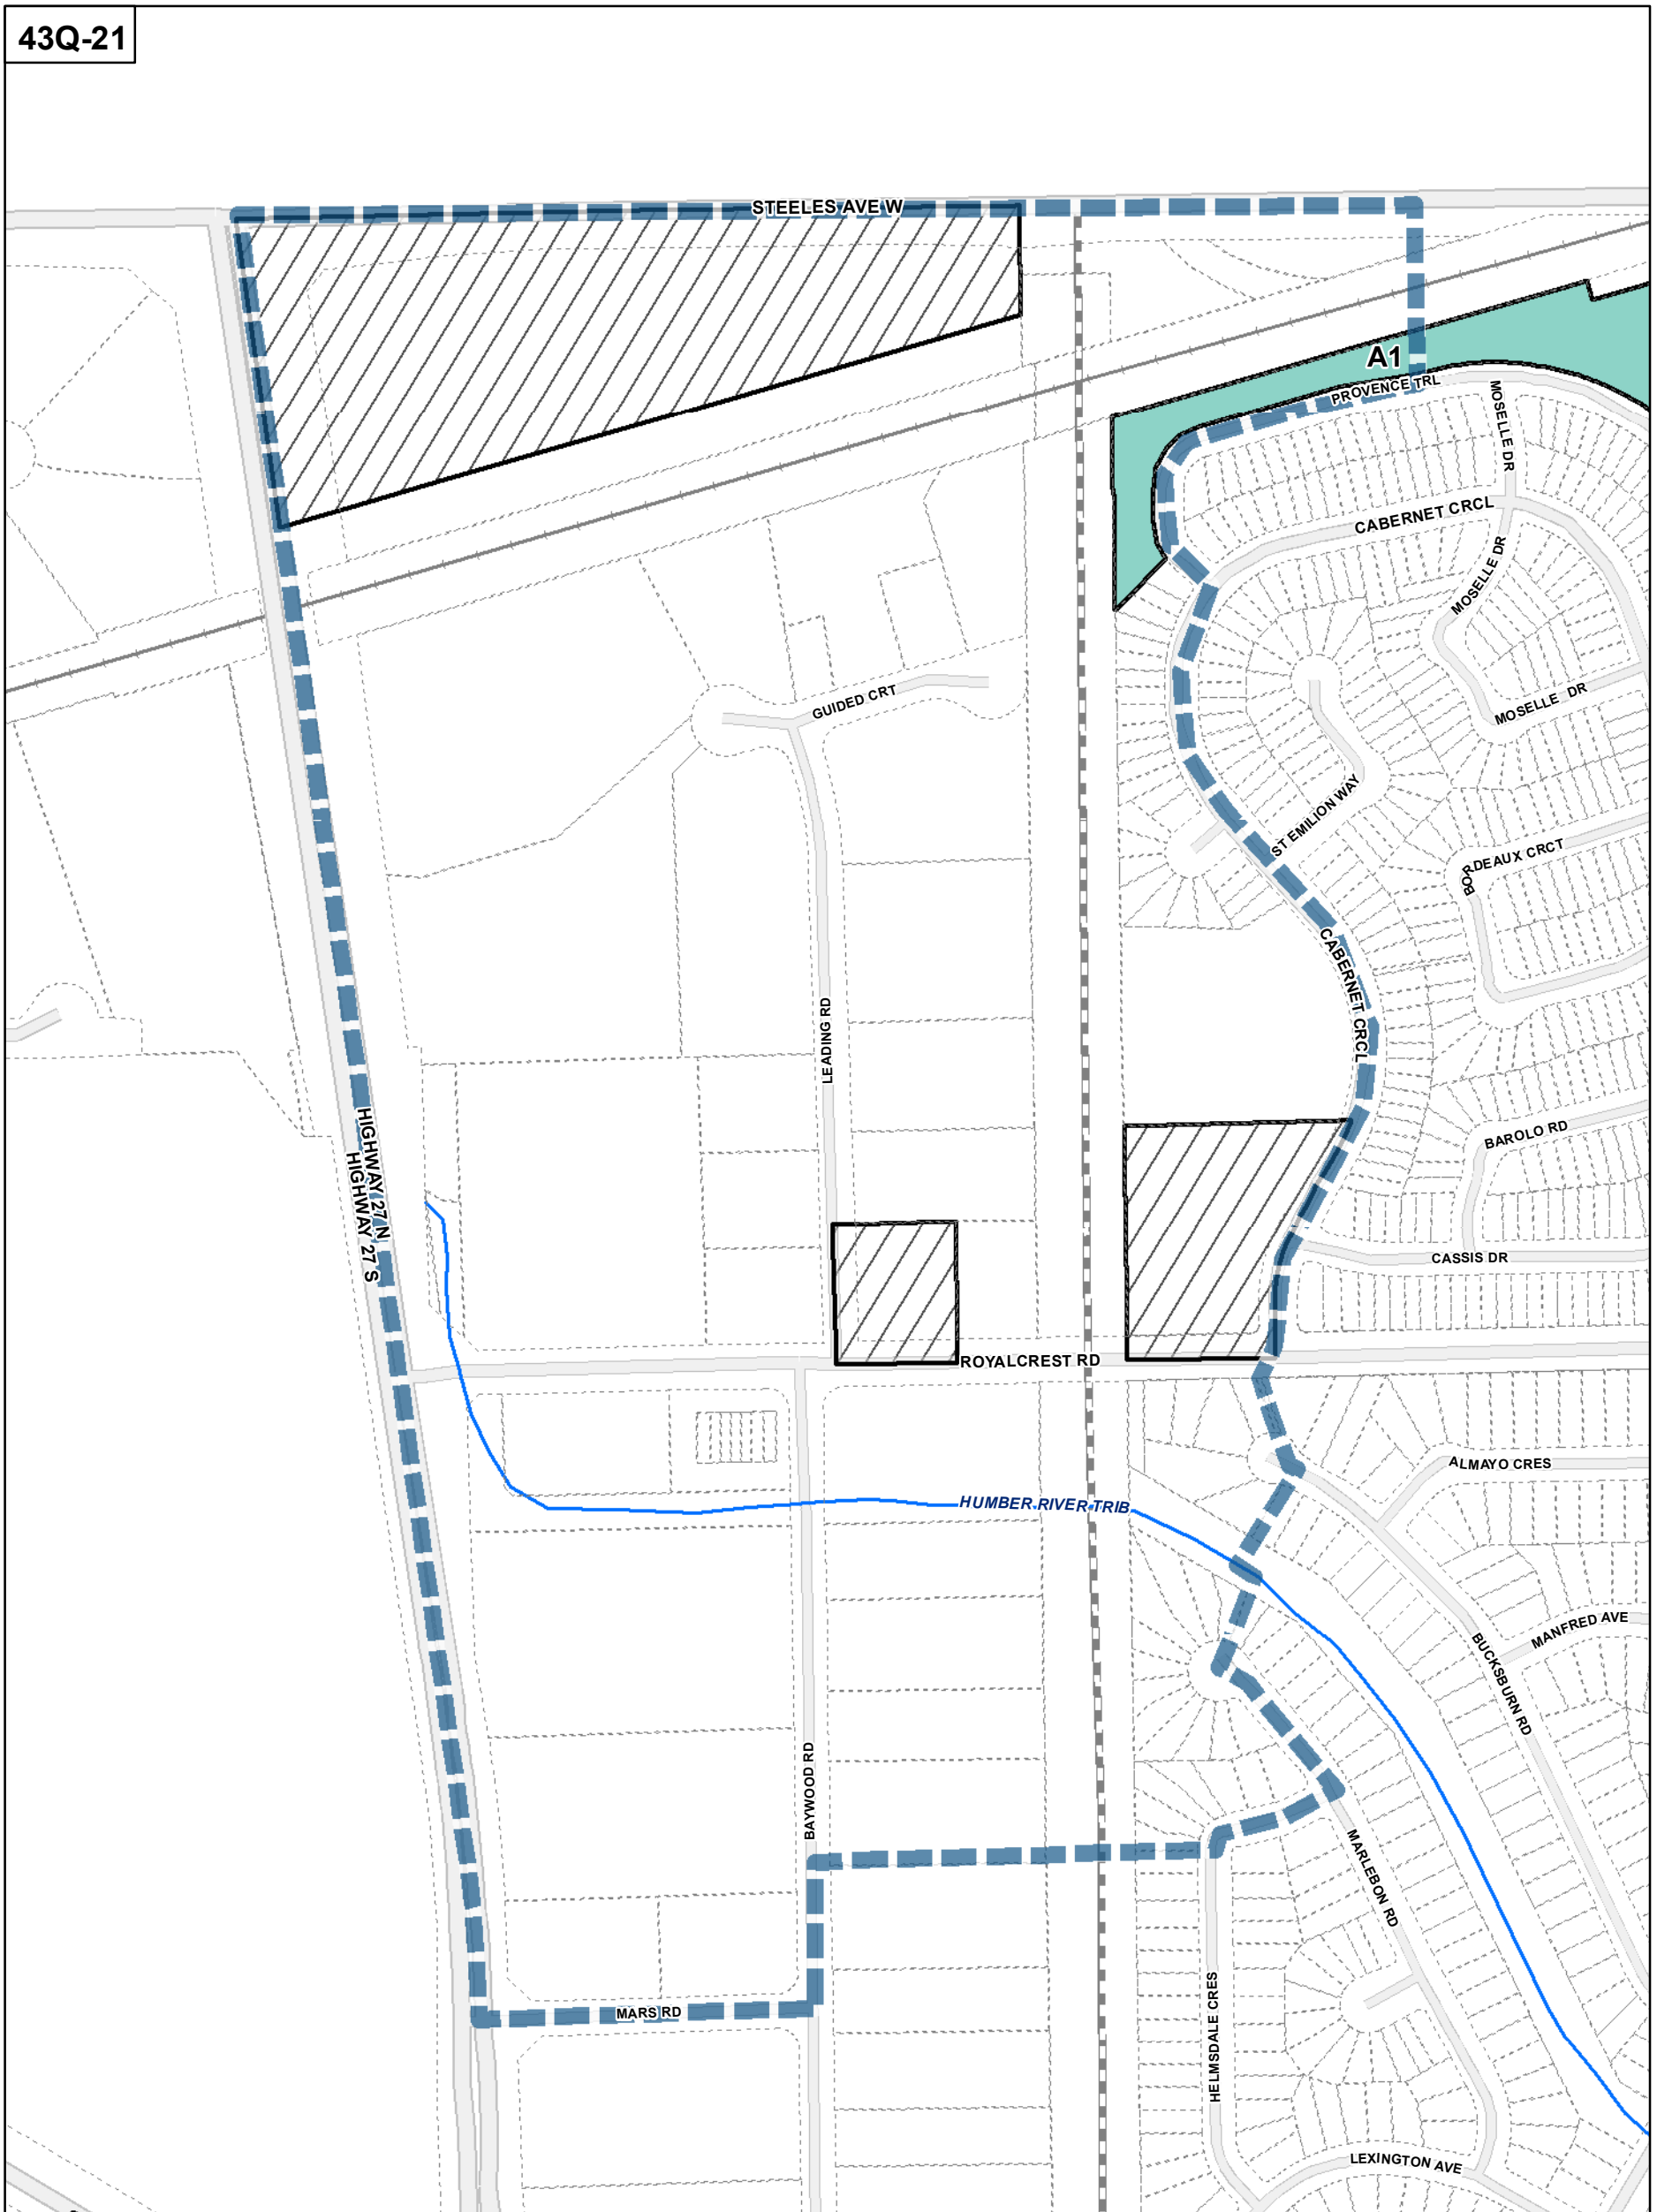 43Q-21
STEELES AVE W
A1
PROVENCE TRL
MOSELLE DR
CABERNET CRCL
MOSELLE DR
MOSELLE DR
GUIDED CRT
ST EMILION WAY
BORDEAUX CRCT
CABERNET CRCL
LEADING RD
HIGHWAY 27 N
HIGHWAY 27 S
BAROLO RD
CASSIS DR
ROYALCREST RD
ALMAYO CRES
HUMBER RIVER TRIB
MANFRED AVE
BUCKSBURN RD
BAYWOOD RD
MARLEBON RD
MARS RD
HELMSDALE CRES
LEXINGTON AVE